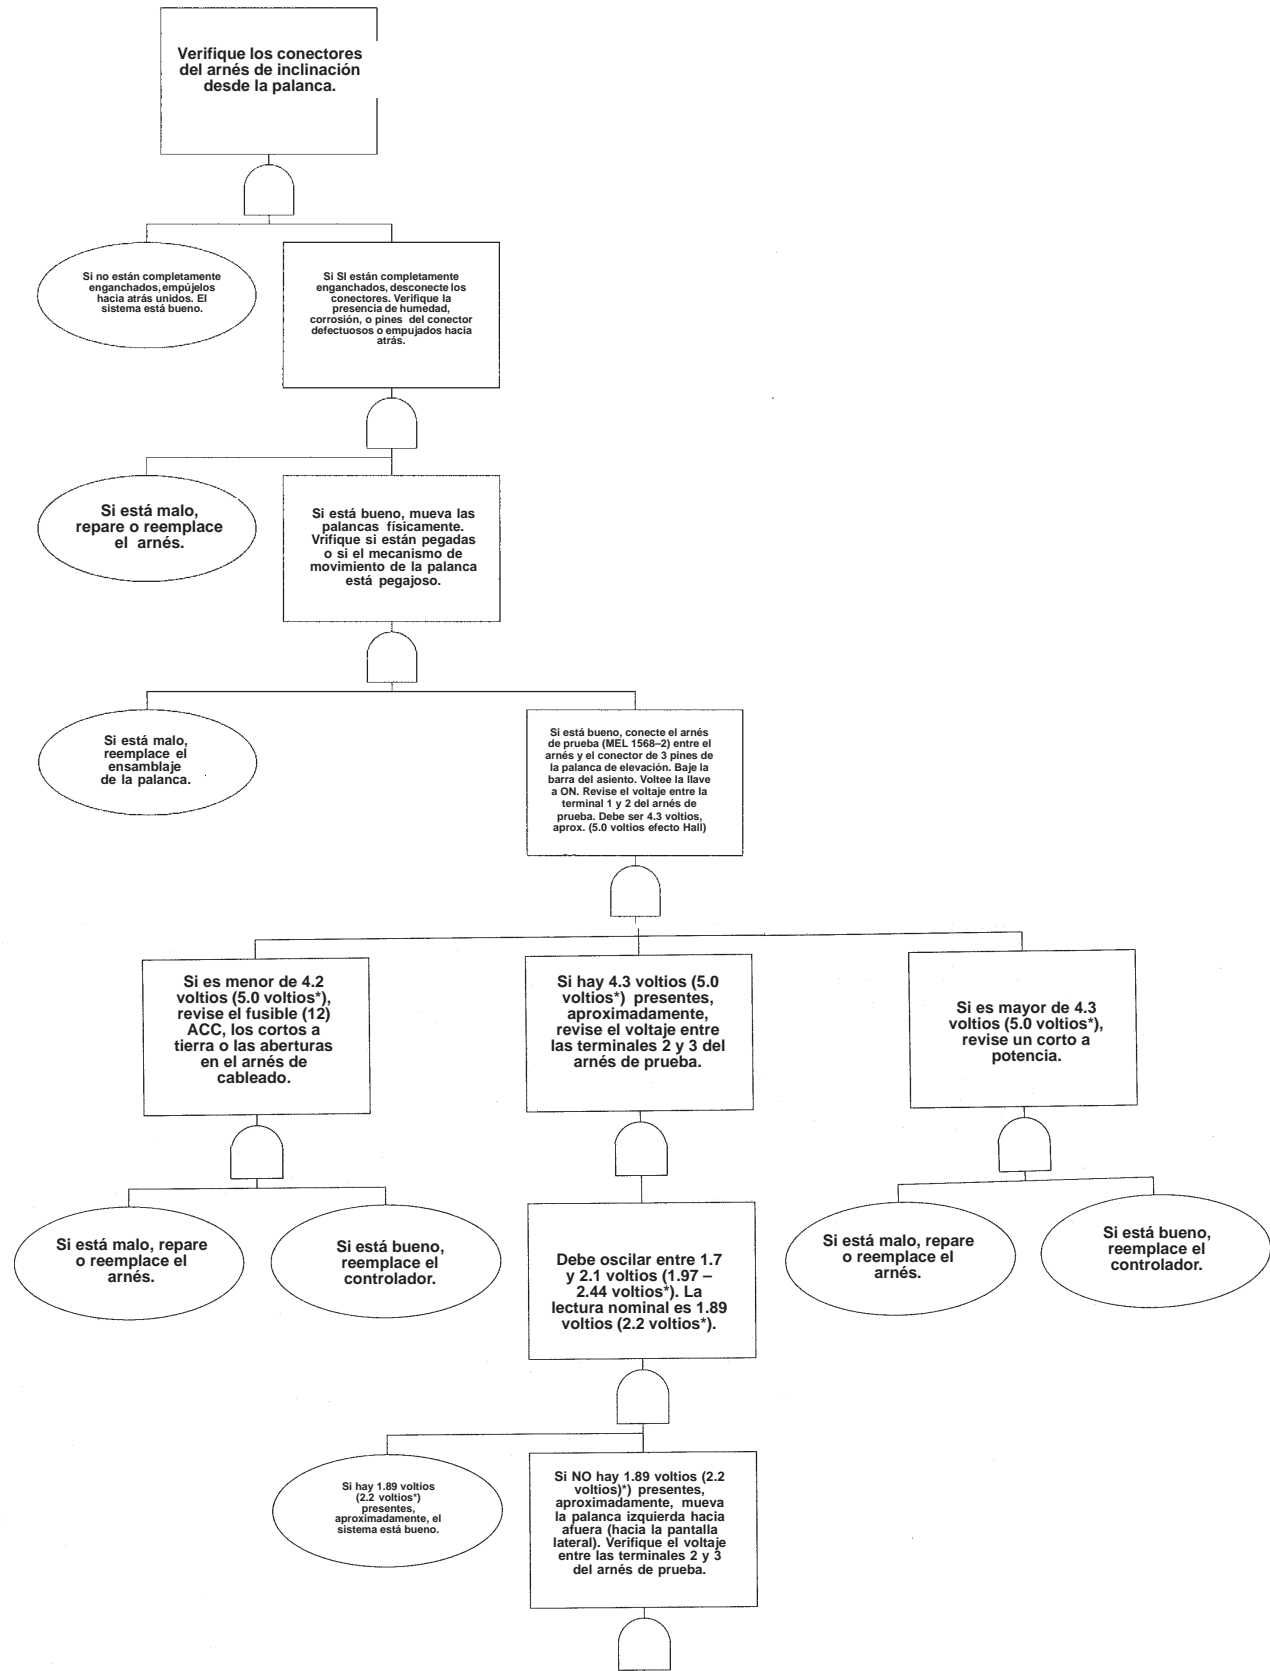 Verifique los conectores
del arnés de inclinación
desde la palanca.
Si no están completamente
enganchados, empújelos
hacia atrás unidos. El
sistema está bueno.
Si SI están completamente
enganchados, desconecte los
conectores. Verifique la
presencia de humedad,
corrosión, o pines del conector
defectuosos o empujados hacia
atrás.
Si está malo,
repare o reemplace
el arnés.
Si está bueno, mueva las
palancas físicamente.
Vrifique si están pegadas
o si el mecanismo de
movimiento de la palanca
está pegajoso.
Si está malo,
reemplace el
ensamblaje
de la palanca.
Si está bueno, conecte el arnés
de prueba (MEL 1568–2) entre el
arnés y el conector de 3 pines de
la palanca de elevación. Baje la
barra del asiento. Voltee la llave
a ON. Revise el voltaje entre la
terminal 1 y 2 del arnés de
prueba. Debe ser 4.3 voltios,
aprox. (5.0 voltios efecto Hall)
Si es menor de 4.2
voltios (5.0 voltios*),
revise el fusible (12)
ACC, los cortos a
tierra o las aberturas
en el arnés de
cableado.
Si hay 4.3 voltios (5.0
voltios*) presentes,
aproximadamente,
revise el voltaje entre
las terminales 2 y 3 del
arnés de prueba.
Si es mayor de 4.3
voltios (5.0 voltios*),
revise un corto a
potencia.
Si está malo, repare
o reemplace el
arnés.
Si está bueno,
reemplace el
controlador.
Debe oscilar entre 1.7
y 2.1 voltios (1.97 –
2.44 voltios*). La
lectura nominal es 1.89
voltios (2.2 voltios*).
Si está malo, repare
o reemplace el
arnés.
Si está bueno,
reemplace el
controlador.
Si hay 1.89 voltios
(2.2 voltios*)
presentes,
aproximadamente, el
sistema está bueno.
Si NO hay 1.89 voltios (2.2
voltios)*) presentes,
aproximadamente, mueva
la palanca izquierda hacia
afuera (hacia la pantalla
lateral). Verifique el voltaje
entre las terminales 2 y 3
del arnés de prueba.